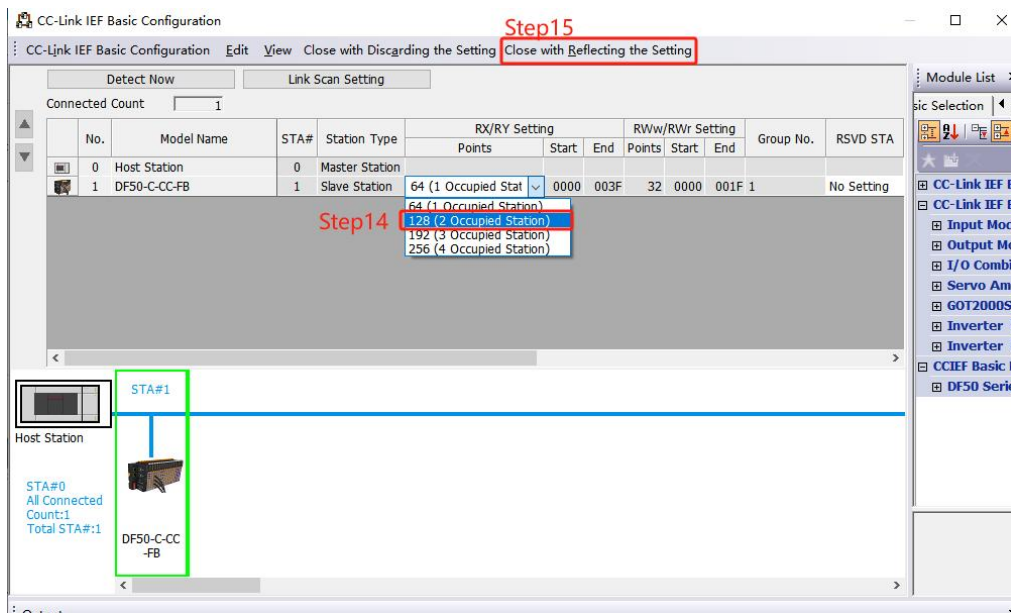 CC-Link IEF Basic Configuration
Step15
CC-Link IEF Basic Configuration Edit View Close with Discarding the Setting Close with Reflecting the Setting
Detect Now Link Scan Setting
Connected Count 1
No. Model Name STA# Station Type RX/RY Setting RWw/RWr Setting Group No. RSVD STA
Points Start End Points Start End
0 Host Station 0 Master Station
1 DF50-C-CC-FB 1 Slave Station 64 (1 Occupied Stat 0000 003F 32 0000 001F 1 No Setting
64 (1 Occupied Station)
Step14 128 (2 Occupied Station)
192 (3 Occupied Station)
256 (4 Occupied Station)
STA#1
Host Station
STA#0
All Connected
Count:1
Total STA#:1
DF50-C-CC
-FB
Module List
sic Selection
CC-Link IEF
CC-Link IEF
Input
Output
I/O
Servo
GOT2000S
Inverter
Inverter
CCIEF Basic
DF50